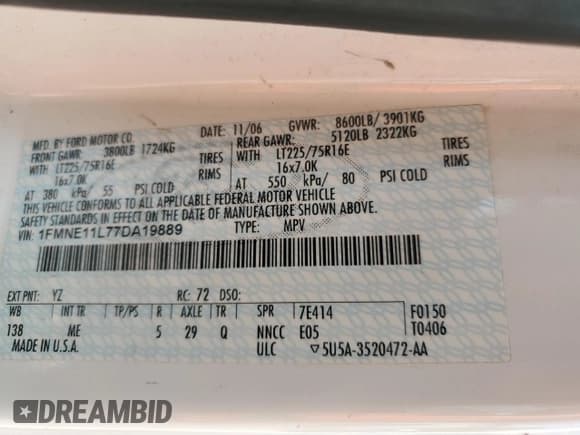 MFD. BY FORD MOTOR CO. DATE: 11/06 GVWR: 8600LB/ 3901KG
FRONT GAWR: 3800LB 1724KG REAR GAWR: 5120LB 2322KG
WITH LT225/75R16E TIRES WITH LT225/75R16E TIRES
16x7.0K RIMS 16x7.0K RIMS
AT 380 kPa/ 55 PSI COLD AT 550 kPa/ 80 PSI COLD
THIS VEHICLE CONFORMS TO ALL APPLICABLE FEDERAL MOTOR VEHICLE
SAFETY STANDARDS IN EFFECT ON THE DATE OF MANUFACTURE SHOWN ABOVE.
VIN: 1FMNE11L77DA19889 TYPE: MPV
EXT PNT: YZ RC: 72 DSO:
WB INT TR TP/PS R AXLE TR SPR 7E414 F0150
138 ME 5 29 Q NNCC E05 T0406
MADE IN U.S.A. ULC ▽5U5A-3520472-AA
DREAMBID